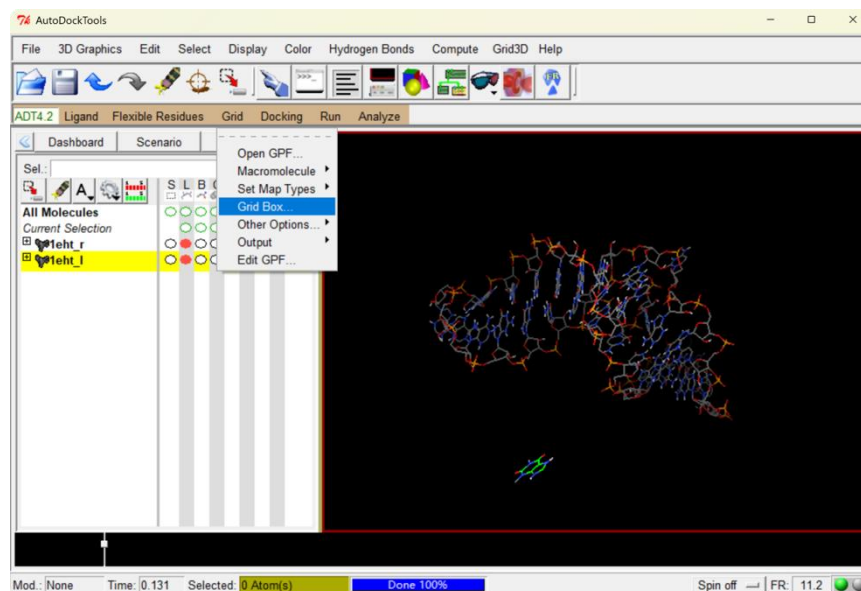 AutoDockTools
File 3D Graphics Edit Select Display Color Hydrogen Bonds Compute Grid3D Help
ADT4.2 Ligand Flexible Residues Grid Docking Run Analyze
Dashboard Scenario
Open GPF...
Macromolecule
Set Map Types
Grid Box...
Other Options...
Output
Edit GPF...
Sel.:
S L B C
All Molecules
Current Selection
1eht_r
1eht_l
Mod.: None Time: 0.131 Selected: 0 Atom(s) Done 100% Spin off FR: 11.2